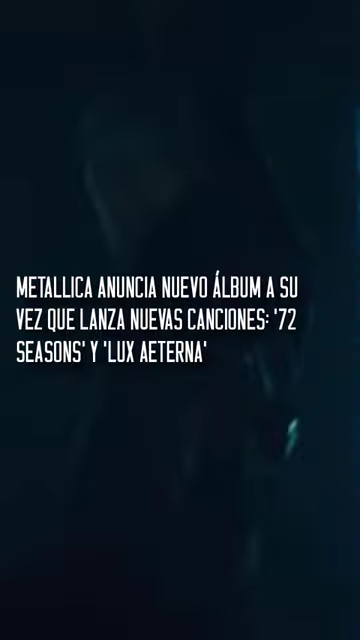 METALLICA ANUNCIA NUEVO ÁLBUM A SU
VEZ QUE LANZA NUEVAS CANCIONES: '72
SEASONS' Y 'LUX AETERNA'